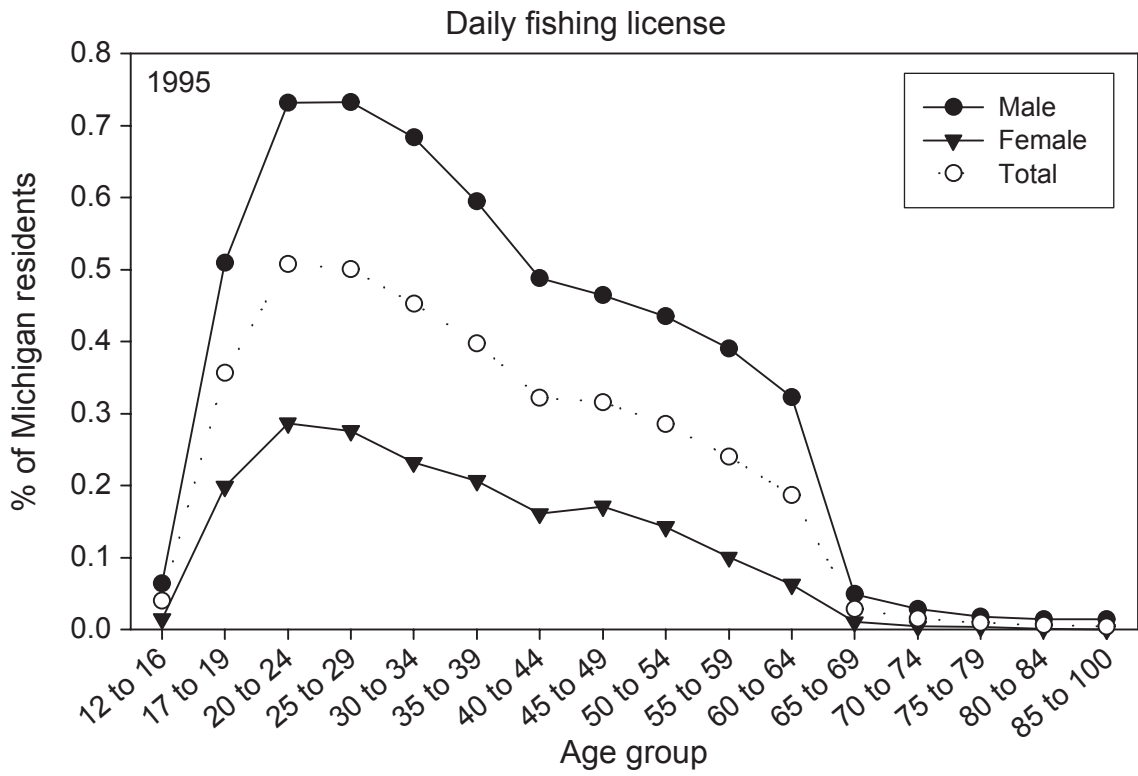 Daily fishing license
1995
Male
Female
Total
% of Michigan residents
0.8
0.7
0.6
0.5
0.4
0.3
0.2
0.1
0.0
12 to 16
17 to 19
20 to 24
25 to 29
30 to 34
35 to 39
40 to 44
45 to 49
50 to 54
55 to 59
60 to 64
65 to 69
70 to 74
75 to 79
80 to 84
85 to 100
Age group